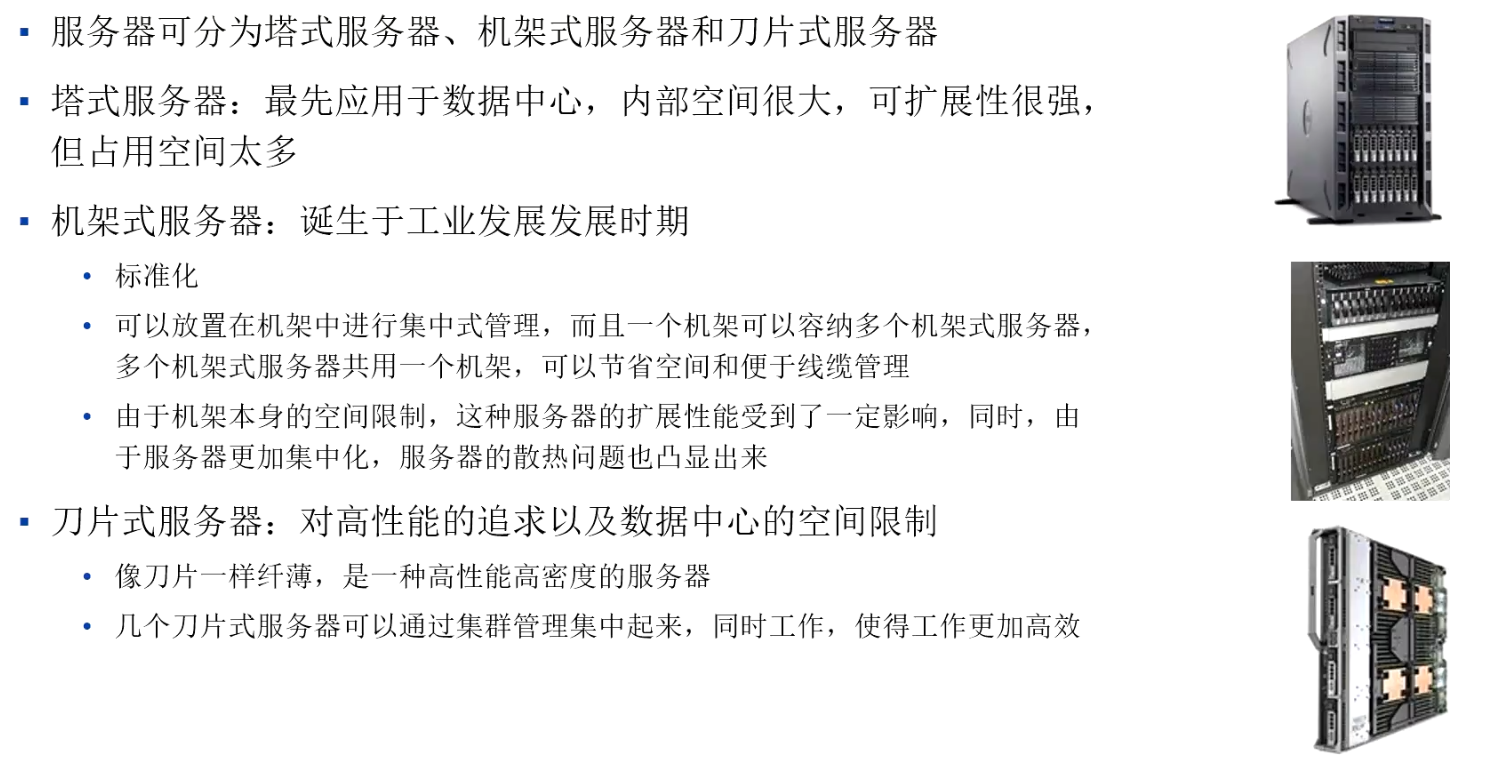 ▪ 服务器可分为塔式服务器、机架式服务器和刀片式服务器
▪ 塔式服务器：最先应用于数据中心，内部空间很大，可扩展性很强，
但占用空间太多
▪ 机架式服务器：诞生于工业发展发展时期
• 标准化
• 可以放置在机架中进行集中式管理，而且一个机架可以容纳多个机架式服务器，
多个机架式服务器共用一个机架，可以节省空间和便于线缆管理
• 由于机架本身的空间限制，这种服务器的扩展性能受到了一定影响，同时，由
于服务器更加集中化，服务器的散热问题也凸显出来
▪ 刀片式服务器：对高性能的追求以及数据中心的空间限制
• 像刀片一样纤薄，是一种高性能高密度的服务器
• 几个刀片式服务器可以通过集群管理集中起来，同时工作，使得工作更加高效